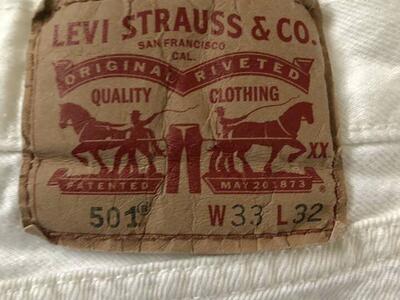 LEVI STRAUSS & CO.
SAN FRANCISCO
CAL.
ORIGINAL RIVETED
QUALITY CLOTHING
XX
PATENTED MAY 20 1873 ®
501® W33 L32